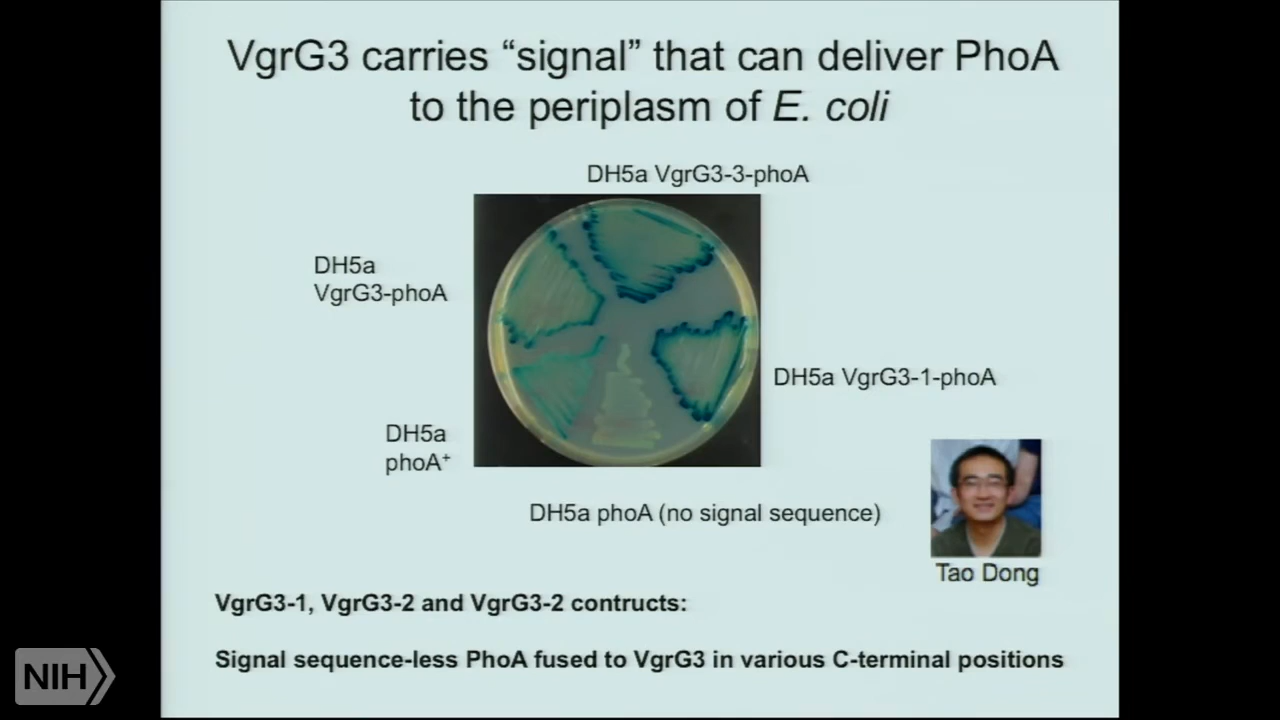 VgrG3 carries “signal” that can deliver PhoA
to the periplasm of E. coli
DH5a VgrG3-3-phoA
DH5a
VgrG3-phoA
DH5a VgrG3-1-phoA
DH5a
phoA⁺
DH5a phoA (no signal sequence)
Tao Dong
VgrG3-1, VgrG3-2 and VgrG3-2 contructs:
Signal sequence-less PhoA fused to VgrG3 in various C-terminal positions
NIH